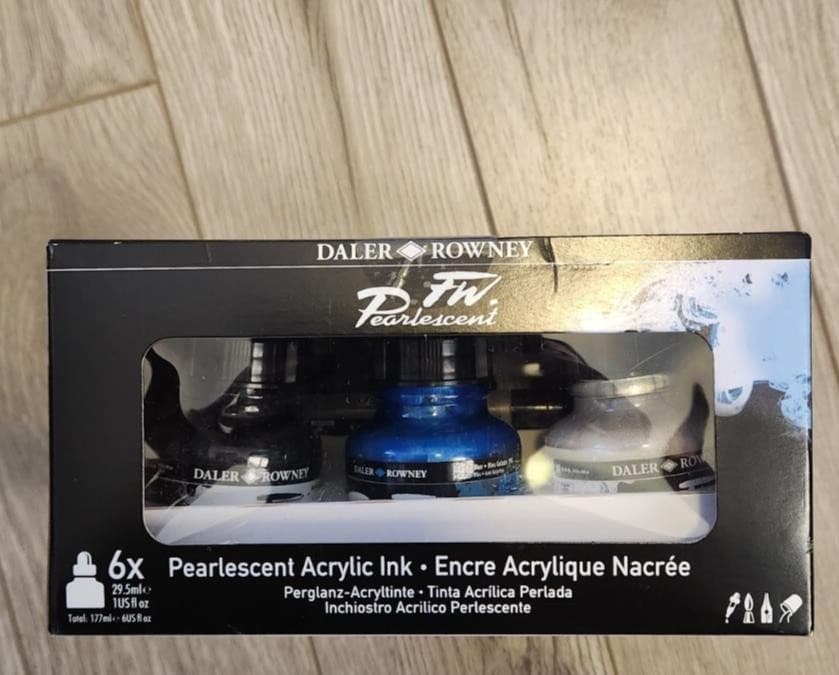 DALER ROWNEY
FW
Pearlescent
DALER ROWNEY
DALER ROWNEY
DALER ROW
6x
29.5ml e
1US fl oz
Total: 177ml e 6US fl oz
Pearlescent Acrylic Ink • Encre Acrylique Nacrée
Perlglanz-Acryltinte • Tinta Acrílica Perlada
Inchiostro Acrilico Perlescente